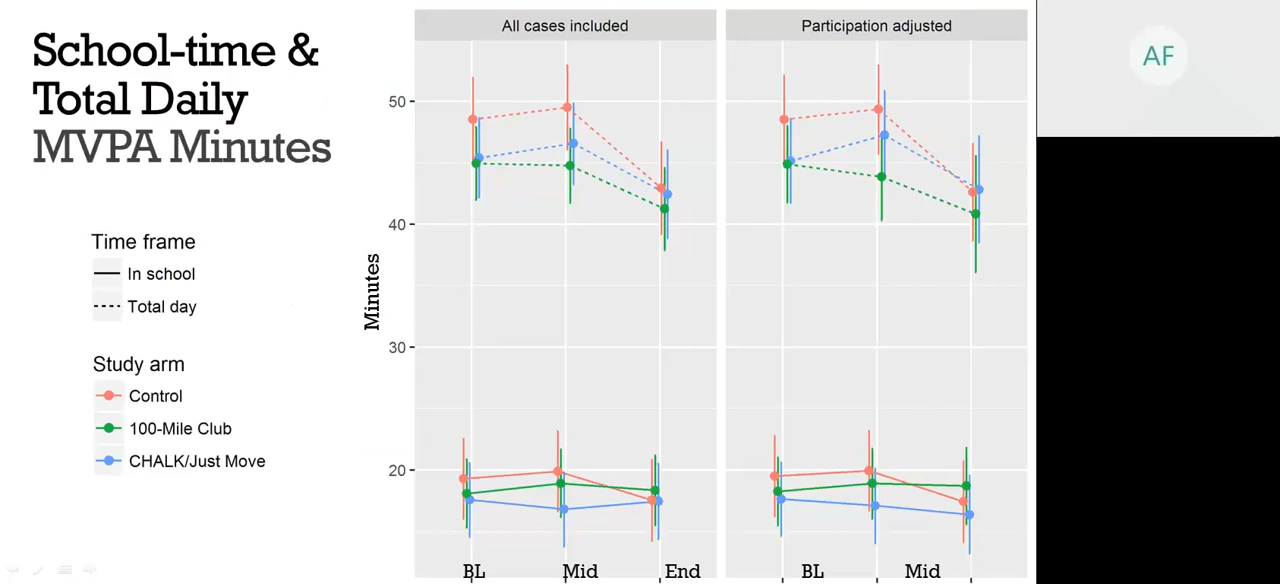 School-time &
Total Daily
MVPA Minutes
Time frame
In school
Total day
Study arm
Control
100-Mile Club
CHALK/Just Move
All cases included
Participation adjusted
Minutes
50
40
30
20
BL
Mid
End
BL
Mid
AF